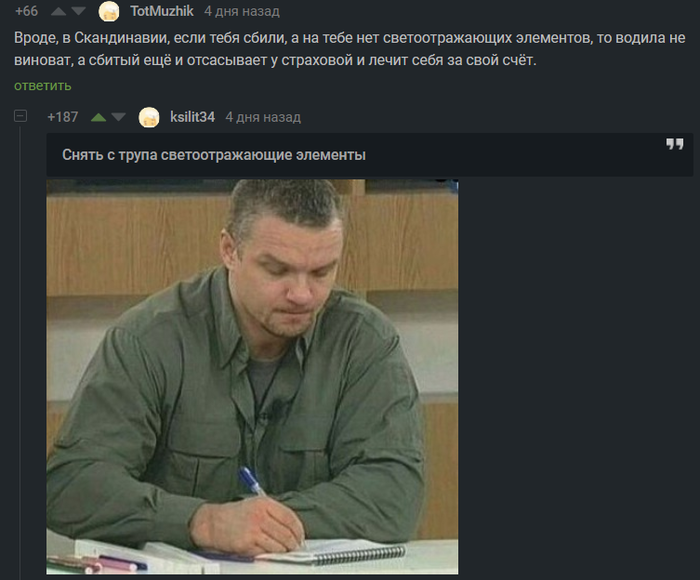 +66 TotMuzhik 4 дня назад
Вроде, в Скандинавии, если тебя сбили, а на тебе нет светоотражающих элементов, то водила не
виноват, а сбитый ещё и отсасывает у страховой и лечит себя за свой счёт.
ответить
+187 ksilit34 4 дня назад
Снять с трупа светоотражающие элементы